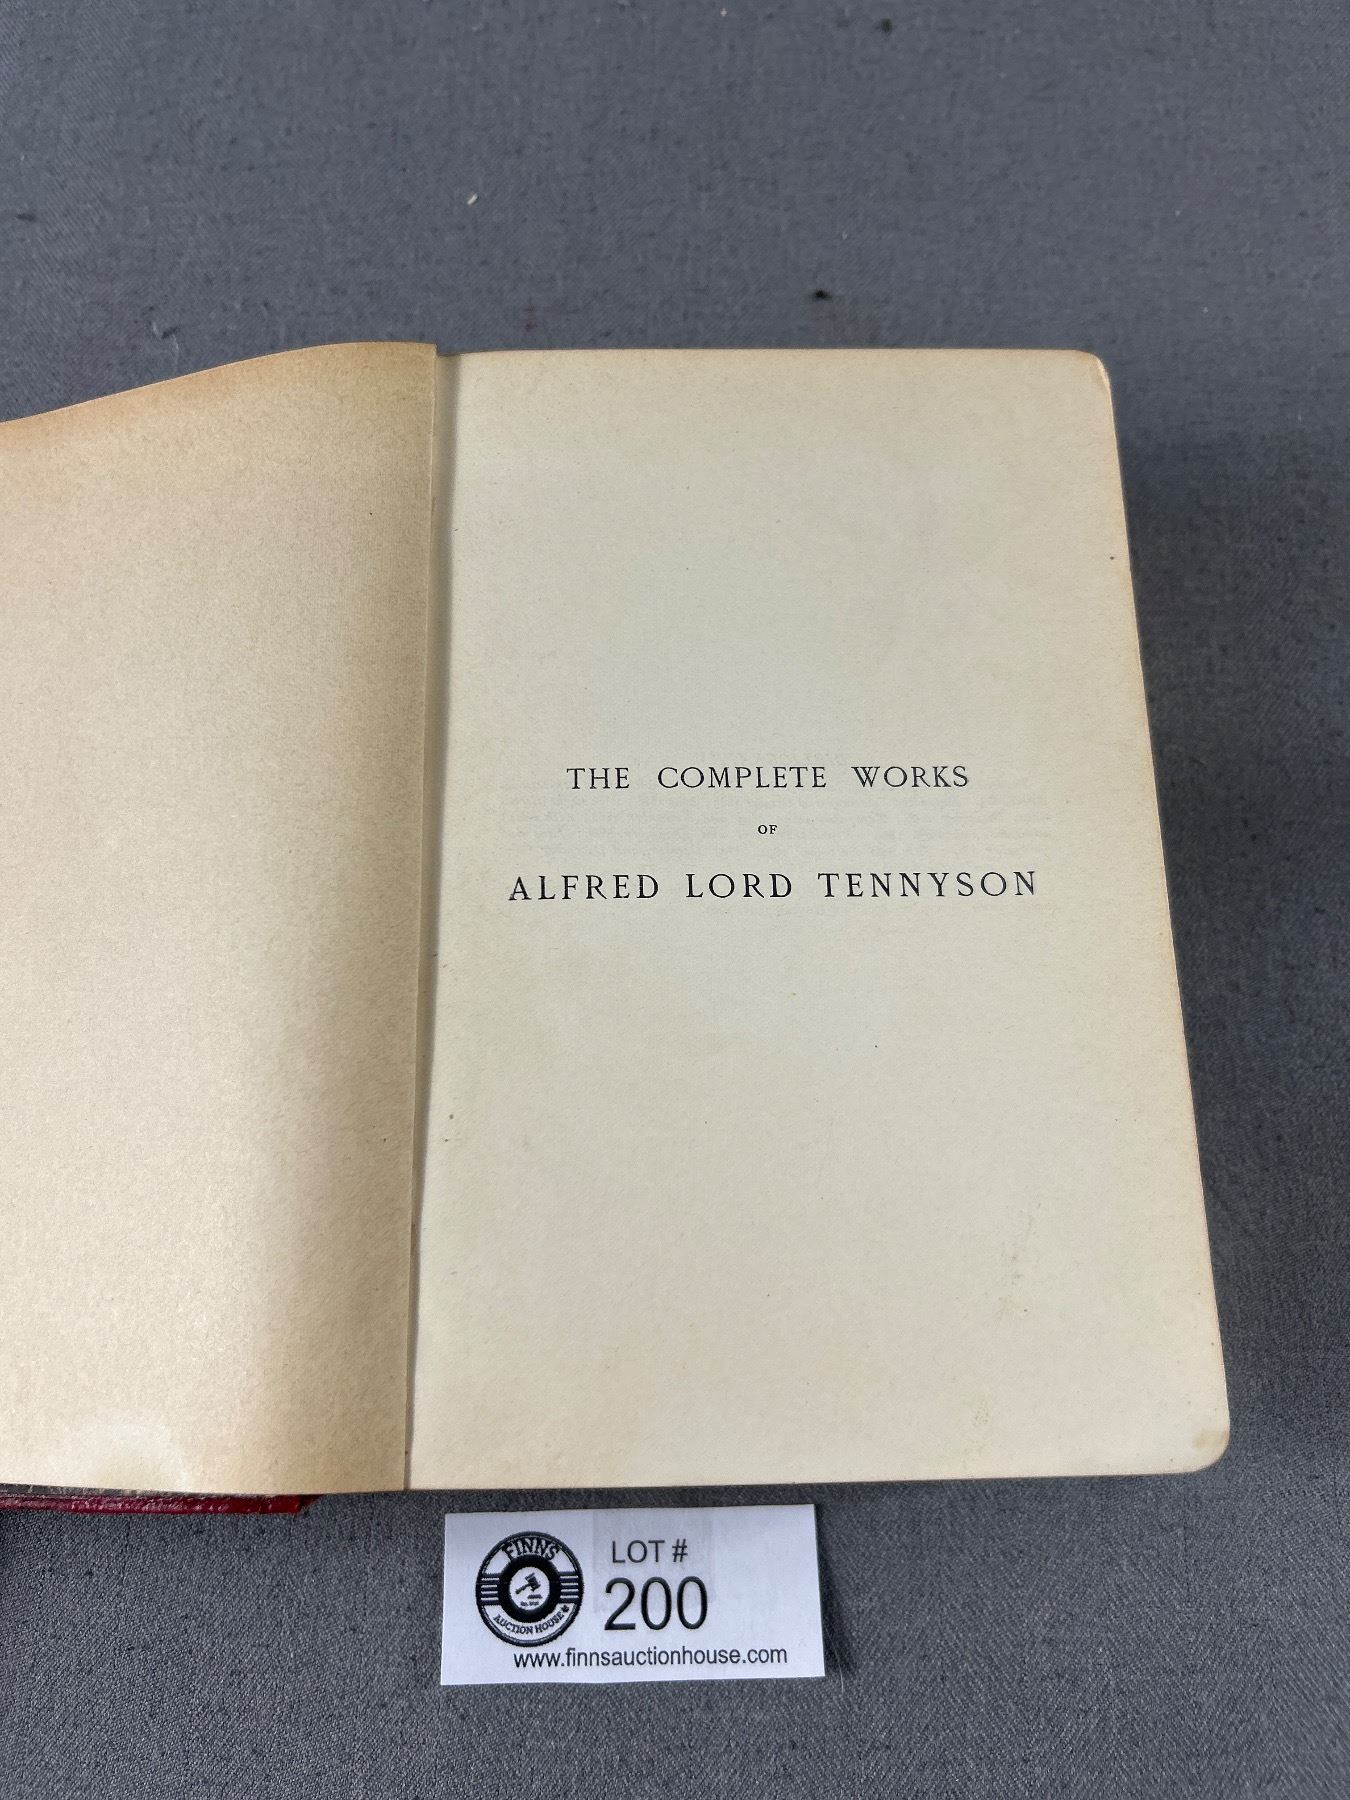 THE COMPLETE WORKS
OF
ALFRED LORD TENNYSON
FINNS
AUCTION HOUSE
LOT #
200
www.finnsauctionhouse.com